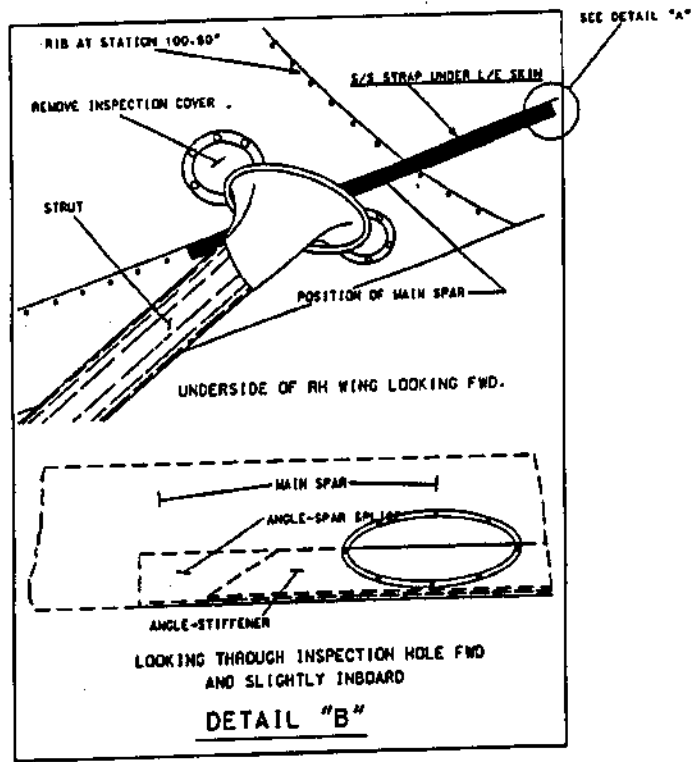 SEE DETAIL "A"
RIB AT STATION 100.80"
S/S STRAP UNDER L/E SKIN
REMOVE INSPECTION COVER .
STRUT
POSITION OF MAIN SPAR
UNDERSIDE OF RH WING LOOKING FWD.
MAIN SPAR
ANGLE-SPAR SPLICE
ANGLE-STIFFENER
LOOKING THROUGH INSPECTION HOLE FWD
AND SLIGHTLY INBOARD
DETAIL "B"